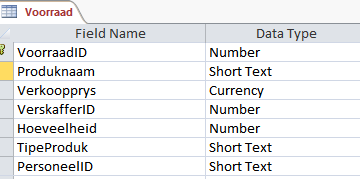 Voorraad
Field Name Data Type
VoorraadID Number
Produknaam Short Text
Verkoopprys Currency
VerskafferID Number
Hoeveelheid Number
TipeProduk Short Text
PersoneelID Short Text